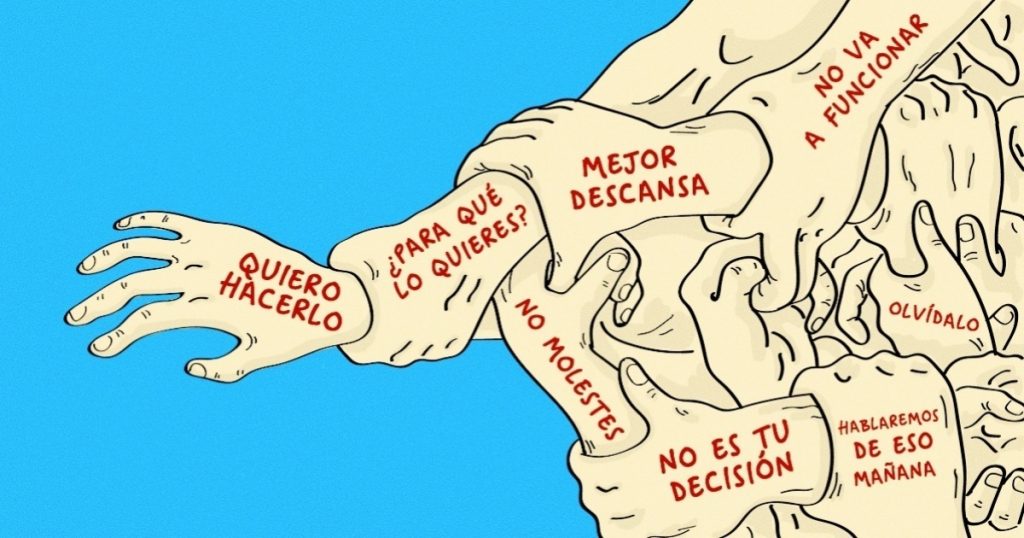 QUIERO
HACERLO
¿PARA QUÉ
LO QUIERES?
MEJOR
DESCANSA
NO VA
A FUNCIONAR
NO MOLESTES
OLVÍDALO
NO ES TU
DECISIÓN
HABLAREMOS
DE ESO
MAÑANA